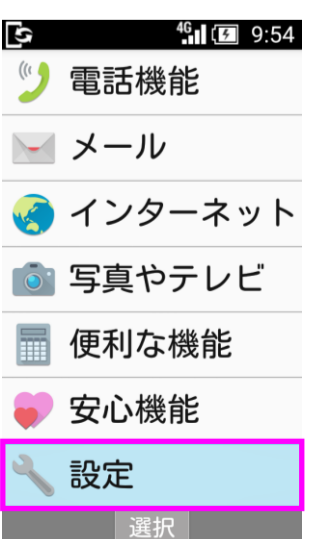 4G 9:54
電話機能
メール
インターネット
写真やテレビ
便利な機能
安心機能
設定
選択